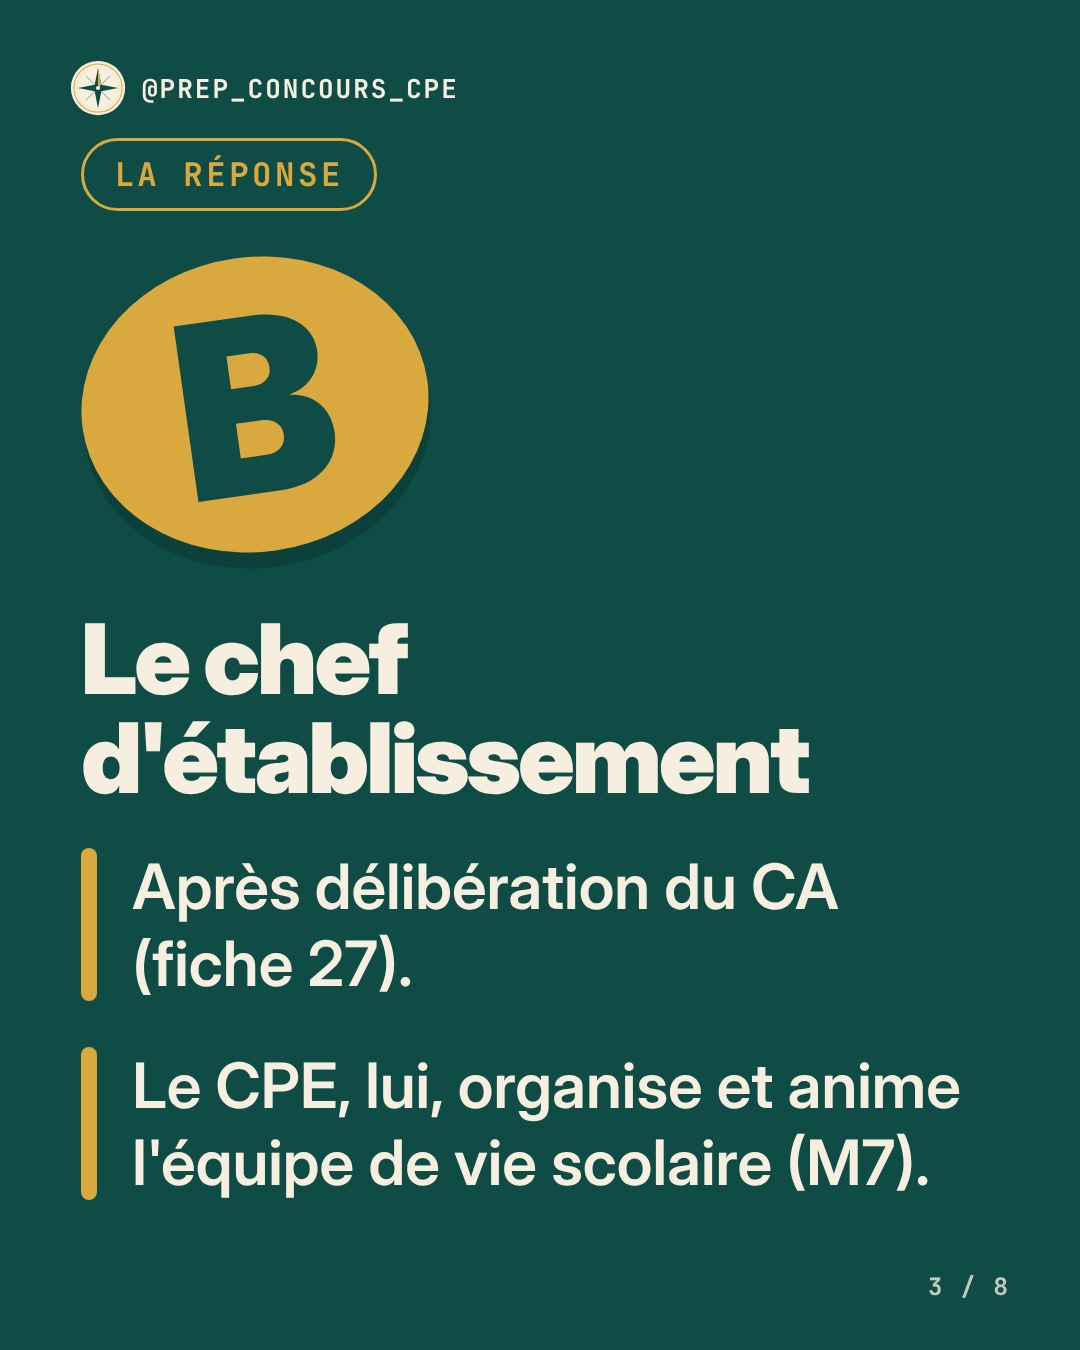 @PREP_CONCOURS_CPE
LA RÉPONSE
B
Le chef
d'établissement
Après délibération du CA
(fiche 27).
Le CPE, lui, organise et anime
l'équipe de vie scolaire (M7).
3 / 8